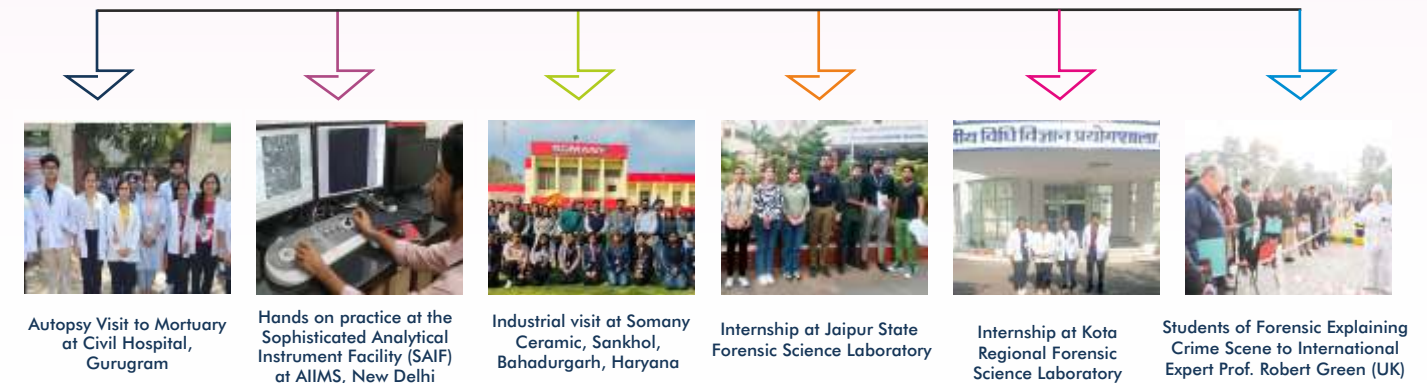 SOMANY
क्षेत्रीय विधि विज्ञान प्रयोगशाला
Autopsy Visit to Mortuary
at Civil Hospital,
Gurugram
Hands on practice at the
Sophisticated Analytical
Instrument Facility (SAIF)
at AIIMS, New Delhi
Industrial visit at Somany
Ceramic, Sankhol,
Bahadurgarh, Haryana
Internship at Jaipur State
Forensic Science Laboratory
Internship at Kota
Regional Forensic
Science Laboratory
Students of Forensic Explaining
Crime Scene to International
Expert Prof. Robert Green (UK)